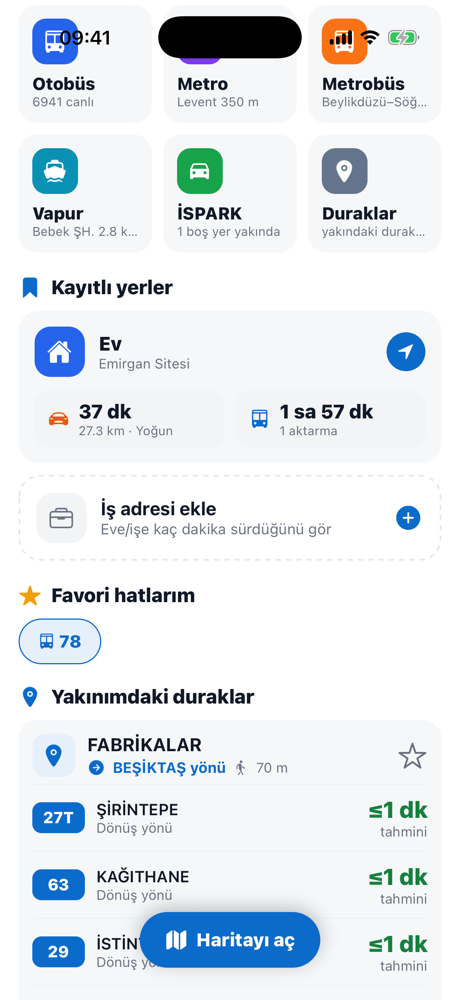 09:41
Otobüs
6941 canlı
Metro
Levent 350 m
Metrobüs
Beylikdüzü–Söğ...
Vapur
Bebek ŞH. 2.8 k...
İSPARK
1 boş yer yakında
Duraklar
yakındaki durak...
Kayıtlı yerler
Ev
Emirgan Sitesi
37 dk
27.3 km · Yoğun
1 sa 57 dk
1 aktarma
İş adresi ekle
Eve/işe kaç dakika sürdüğünü gör
Favori hatlarım
78
Yakınımdaki duraklar
FABRİKALAR
BEŞİKTAŞ yönü 70 m
27T ŞİRİNTEPE ≤1 dk
Dönüş yönü tahmini
63 KAĞITHANE ≤1 dk
Dönüş yönü tahmini
29 ≤1 dk
Haritayı aç
tahmini